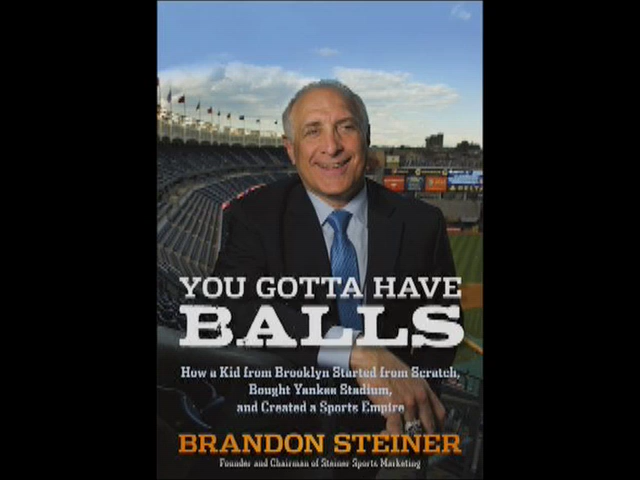 YOU GOTTA HAVE
BALLS
How a Kid from Brooklyn Started from Scratch,
Bought Yankee Stadium,
and Created a Sports Empire
BRANDON STEINER
Founder and Chairman of Steiner Sports Marketing
DELTA